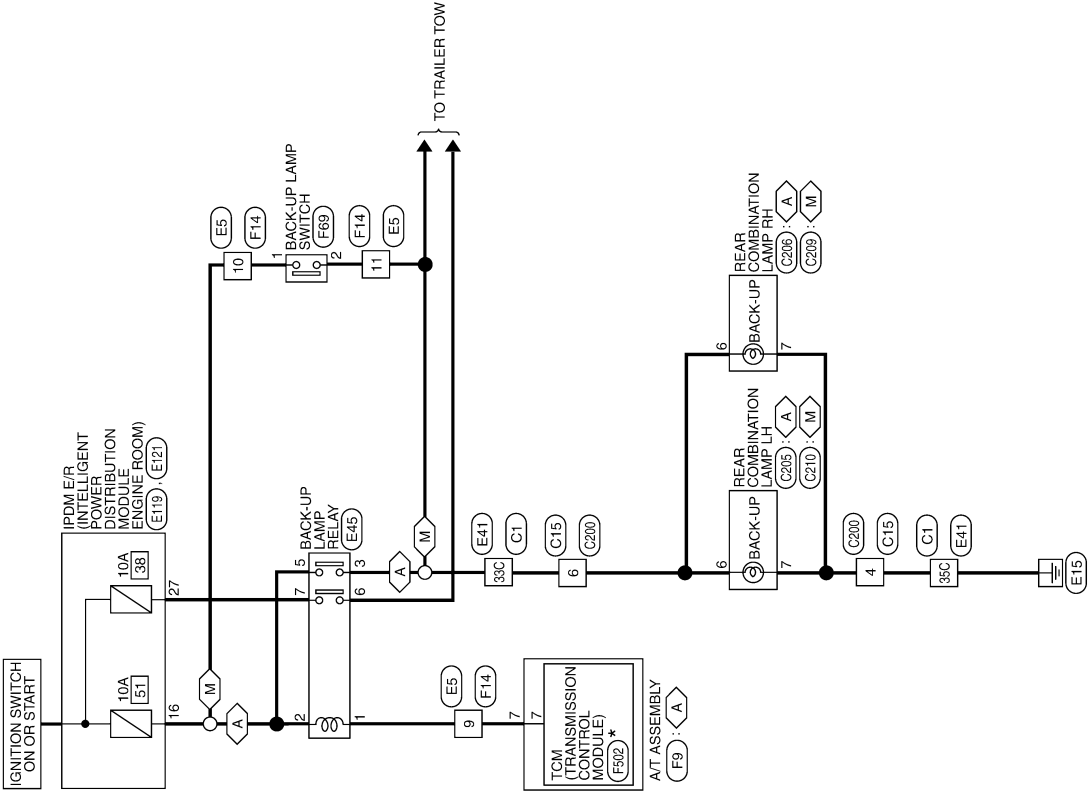 IGNITION SWITCH
ON OR START
IPDM E/R
(INTELLIGENT
POWER
DISTRIBUTION
MODULE
ENGINE ROOM)
E119 , E121
10A
51
10A
38
16
27
M
A
2
7
5
BACK-UP
LAMP
RELAY
E45
1
6
3
A
M
10
E5
F14
1
BACK-UP LAMP
SWITCH
F69
2
11
F14
E5
TO TRAILER TOW
9
E5
F14
7
7
TCM
(TRANSMISSION
CONTROL
MODULE)
F502 *
A/T ASSEMBLY
F9 : A
33C
E41
C1
6
C15
C200
6
BACK-UP
7
REAR
COMBINATION
LAMP LH
C205 : A
C210 : M
6
BACK-UP
7
REAR
COMBINATION
LAMP RH
C206 : A
C209 : M
4
C200
C15
35C
C1
E41
E15